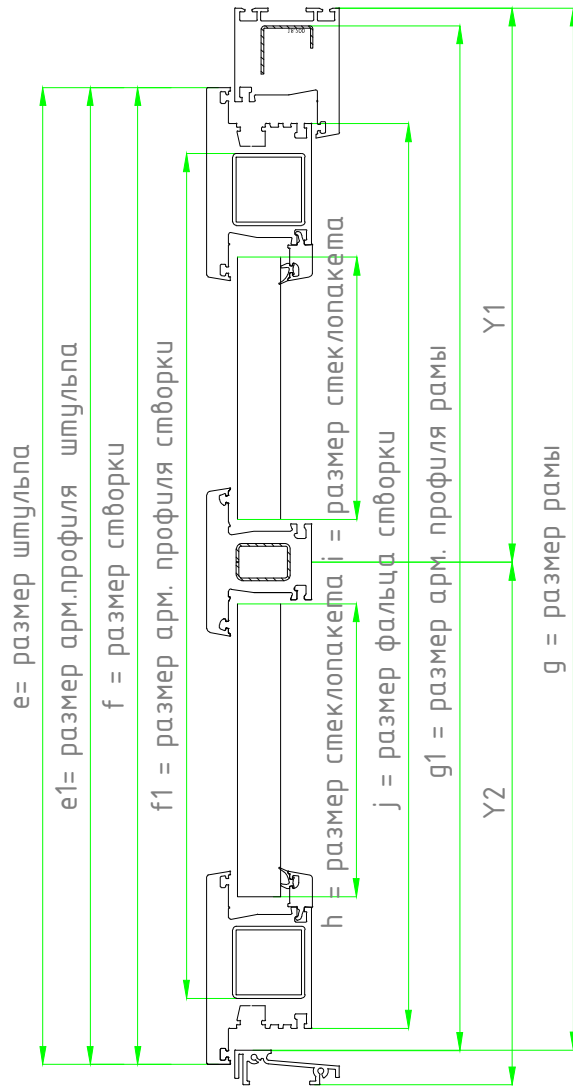 e= размер штульпа
e1= размер арм.профиля штульпа
f = размер створки
f1 = размер арм. профиля створки
h = размер стеклопакета
i = размер стеклопакета
j = размер фальца створки
g1 = размер арм. профиля рамы
Y1
Y2
g = размер рамы